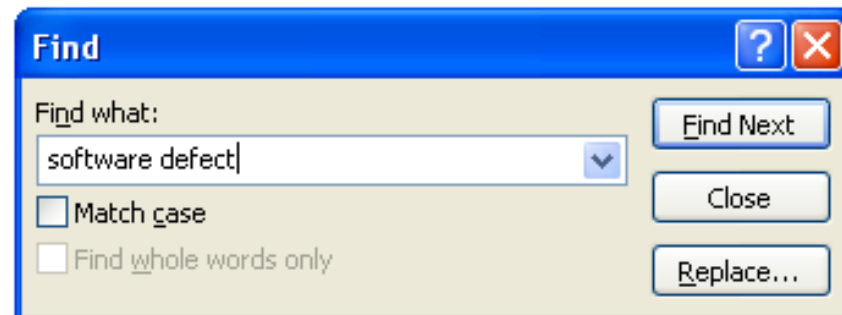 Find
Find what:
software defect
Find Next
Match case
Close
Find whole words only
Replace...